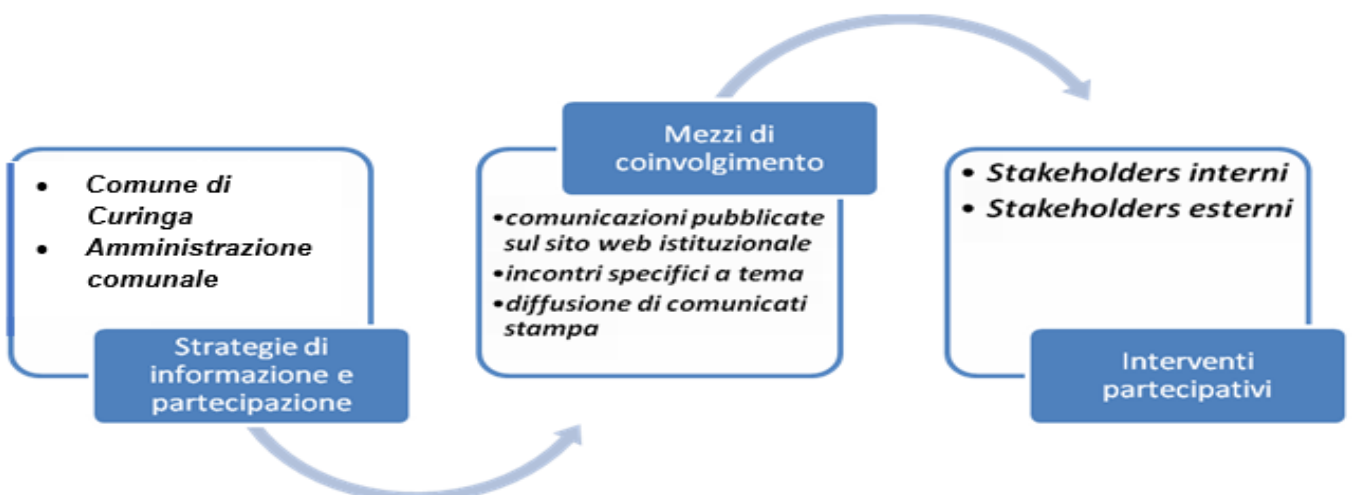 • Comune di
Curinga
• Amministrazione
comunale
Strategie di
informazione e
partecipazione
Mezzi di
coinvolgimento
•comunicazioni pubblicate
sul sito web istituzionale
•incontri specifici a tema
•diffusione di comunicati
stampa
• Stakeholders interni
• Stakeholders esterni
Interventi
partecipativi